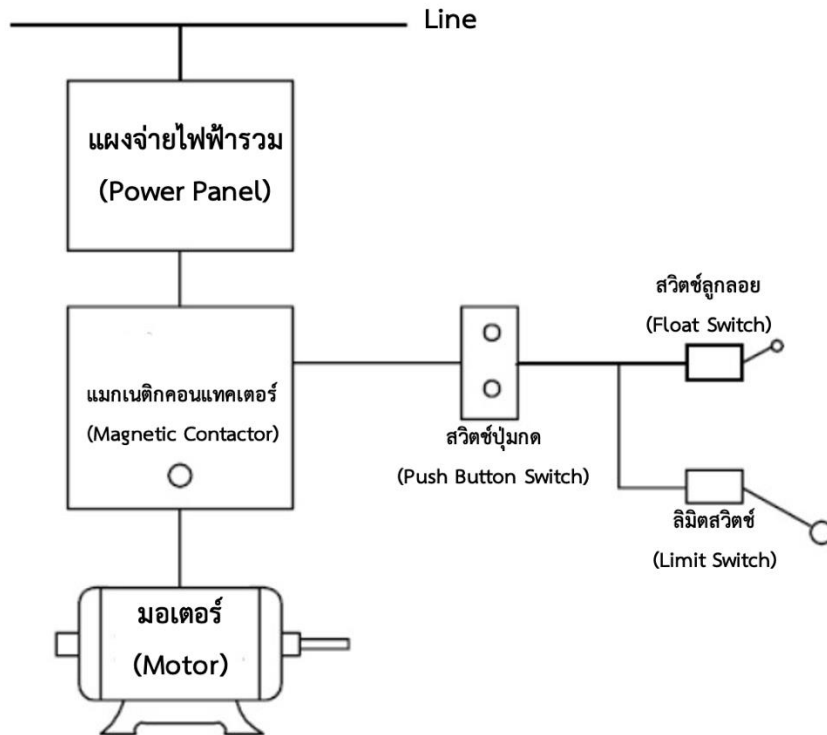 Line
แผงจ่ายไฟฟ้ารวม
(Power Panel)
สวิตช์ลูกลอย
(Float Switch)
แมกเนติกคอนแทคเตอร์
(Magnetic Contactor)
สวิตช์ปุ่มกด
(Push Button Switch)
ลิมิตสวิตช์
(Limit Switch)
มอเตอร์
(Motor)